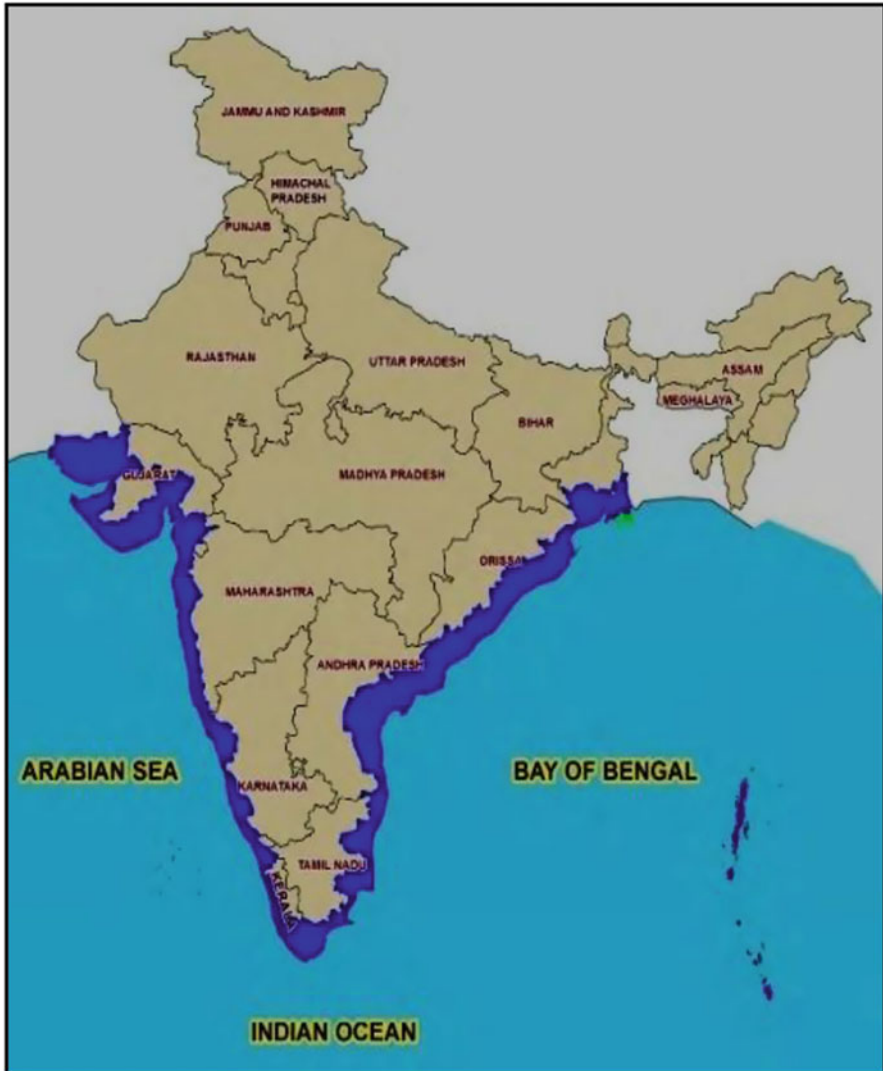 JAMMU AND KASHMIR
HIMACHAL
PRADESH
PUNJAB
RAJASTHAN
UTTAR PRADESH
ASSAM
MEGHALAYA
BIHAR
GUJARAT
MADHYA PRADESH
ORISSA
MAHARASHTRA
ANDHRA PRADESH
ARABIAN SEA
BAY OF BENGAL
KARNATAKA
TAMIL NADU
KERALA
INDIAN OCEAN